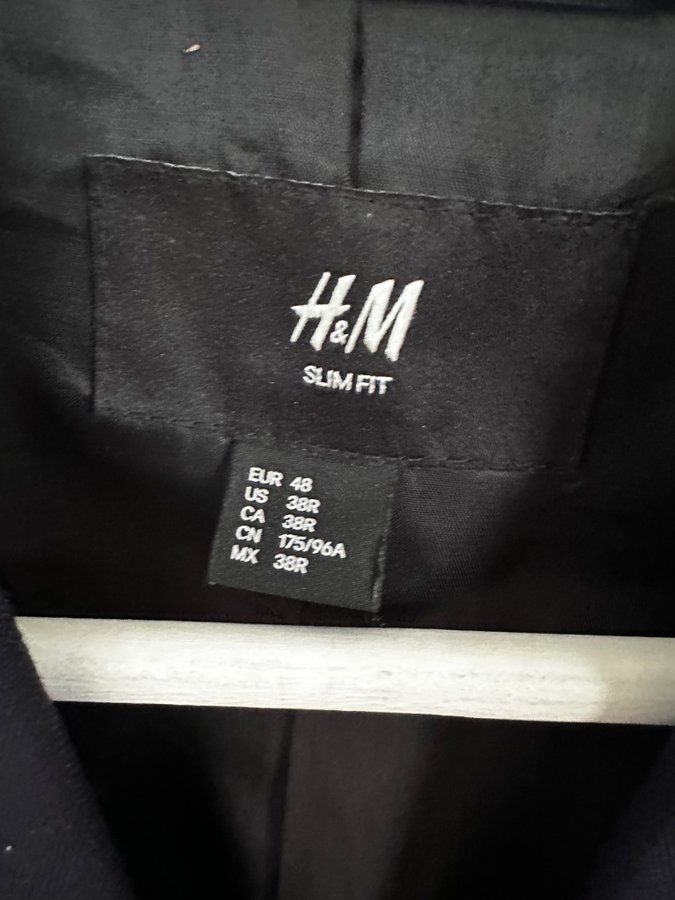 H&M
SLIM FIT
EUR 48
US 38R
CA 38R
CN 175/96A
MX 38R